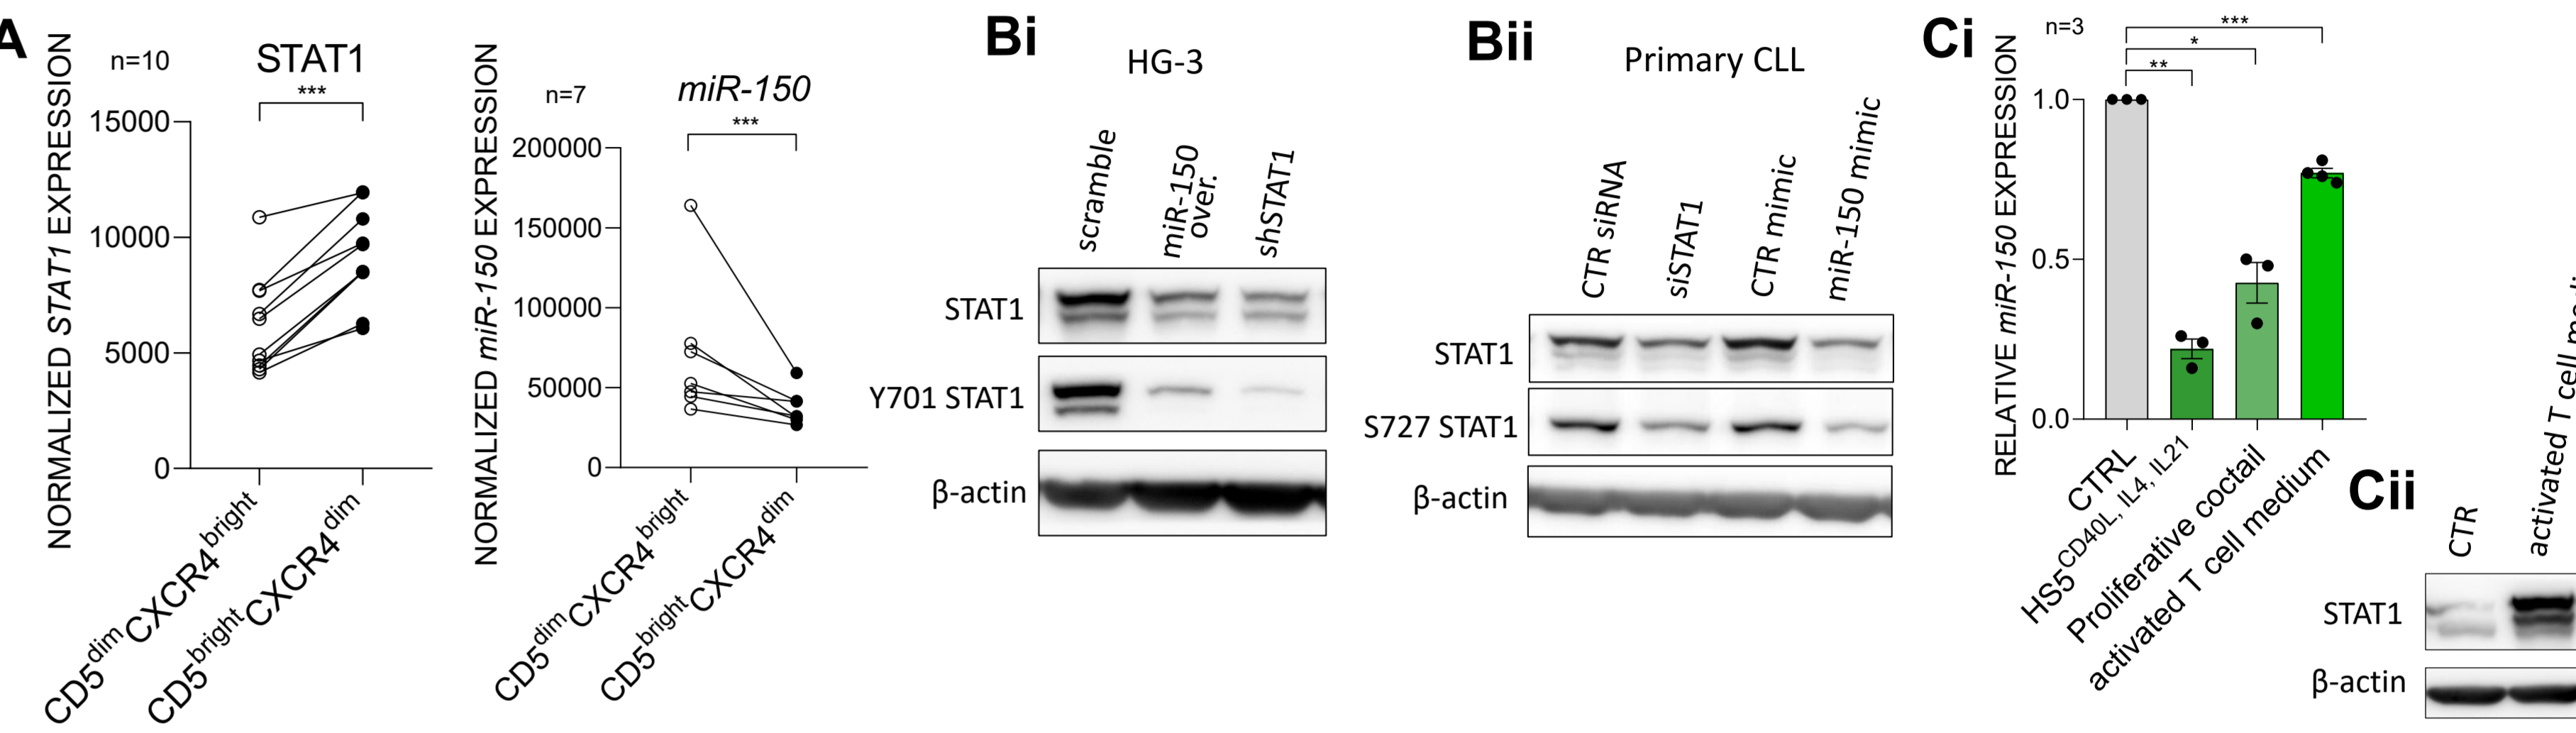 A
NORMALIZED STAT1 EXPRESSION
n=10
STAT1
***
15000
10000
5000
0
CD5dimCXCR4bright
CD5brightCXCR4dim
NORMALIZED miR-150 EXPRESSION
n=7
miR-150
***
200000
150000
100000
50000
0
CD5dimCXCR4bright
CD5brightCXCR4dim
Bi
HG-3
scramble
miR-150
over.
shSTAT1
STAT1
Y701 STAT1
β-actin
Bii
Primary CLL
CTR siRNA
siSTAT1
CTR mimic
miR-150 mimic
STAT1
S727 STAT1
β-actin
Ci
RELATIVE miR-150 EXPRESSION
n=3
***
*
**
1.0
0.5
0.0
CTRL
HS5CD40L, IL4, IL21
Proliferative coctail
activated T cell medium
Cii
CTR
activated T cell medi
STAT1
β-actin